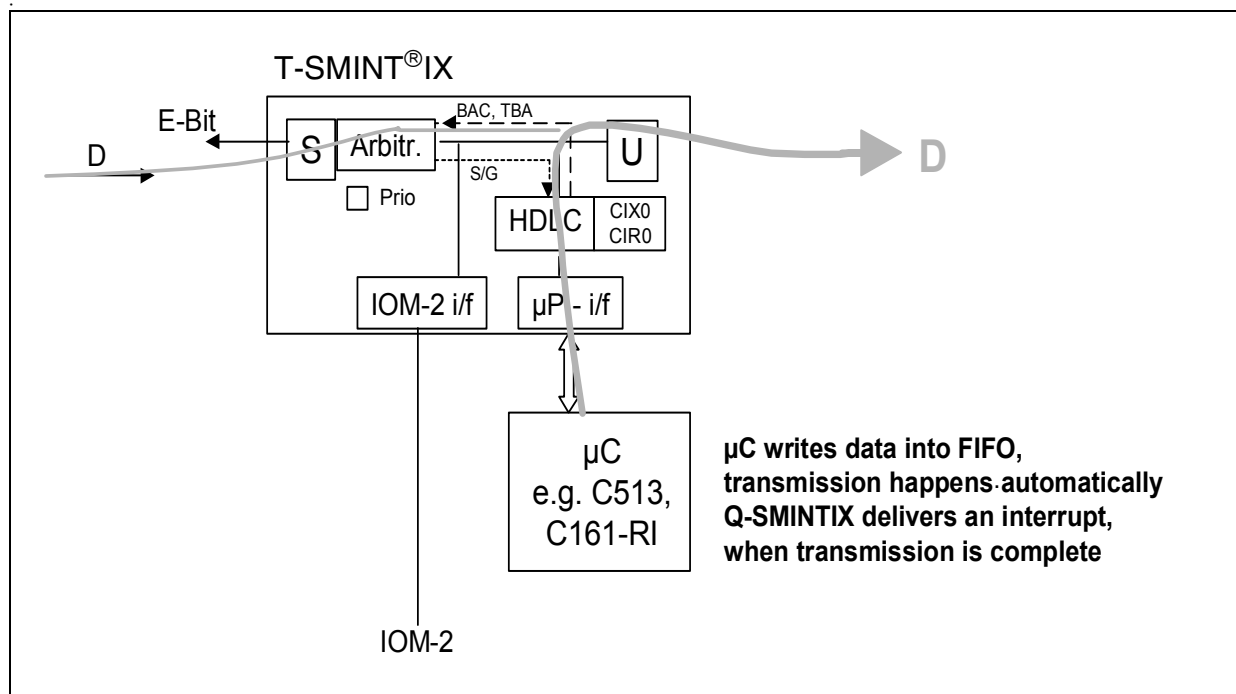 T-SMINT®IX
BAC, TBA
E-Bit
D
S
Arbitr.
U
D
S/G
Prio
HDLC
CIX0
CIR0
IOM-2 i/f
µP - i/f
µC
e.g. C513,
C161-RI
µC writes data into FIFO,
transmission happens automatically
Q-SMINTIX delivers an interrupt,
when transmission is complete
IOM-2